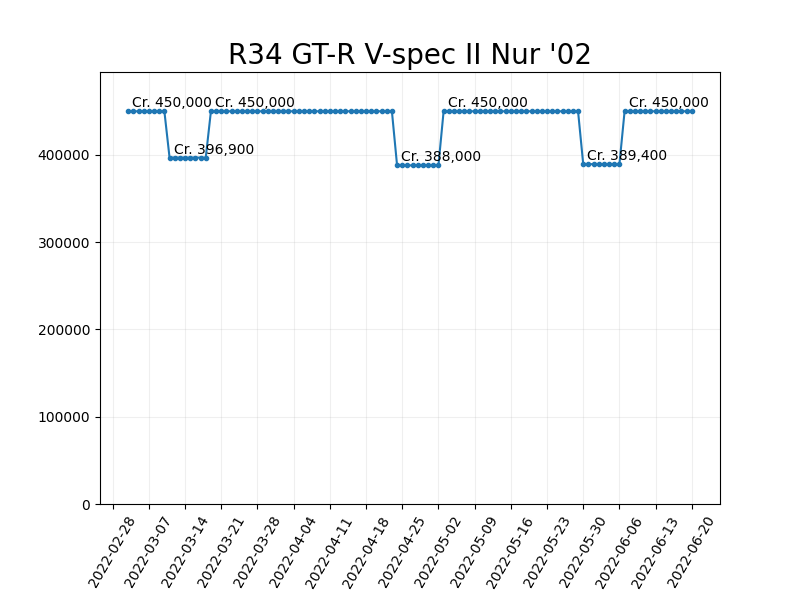 R34 GT-R V-spec II Nur '02
Cr. 450,000
Cr. 450,000
Cr. 450,000
Cr. 450,000
Cr. 396,900
Cr. 388,000
Cr. 389,400
400000
300000
200000
100000
0
2022-02-28
2022-03-07
2022-03-14
2022-03-21
2022-03-28
2022-04-04
2022-04-11
2022-04-18
2022-04-25
2022-05-02
2022-05-09
2022-05-16
2022-05-23
2022-05-30
2022-06-06
2022-06-13
2022-06-20